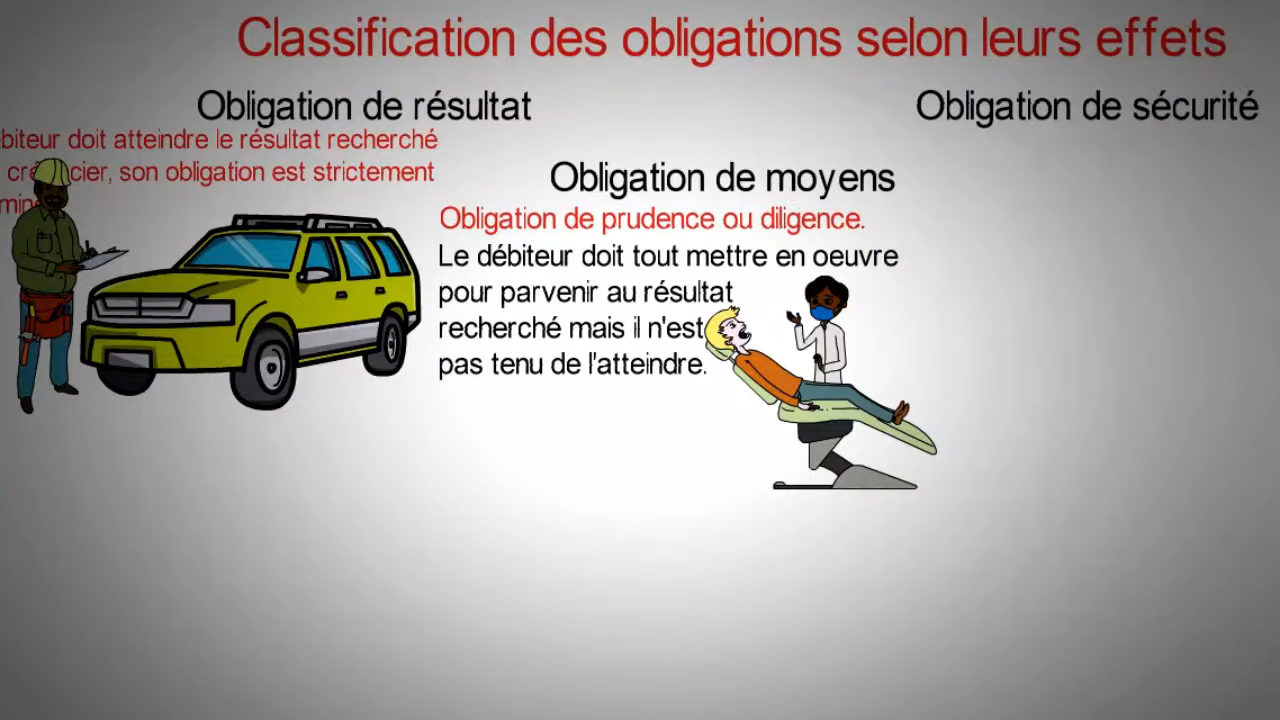 Classification des obligations selon leurs effets
Obligation de résultat
Obligation de sécurité
doit atteindre le résultat recherché
son obligation est strictement
Obligation de moyens
Obligation de prudence ou diligence.
Le débiteur doit tout mettre en oeuvre
pour parvenir au résultat
recherché mais il n'est
pas tenu de l'atteindre.